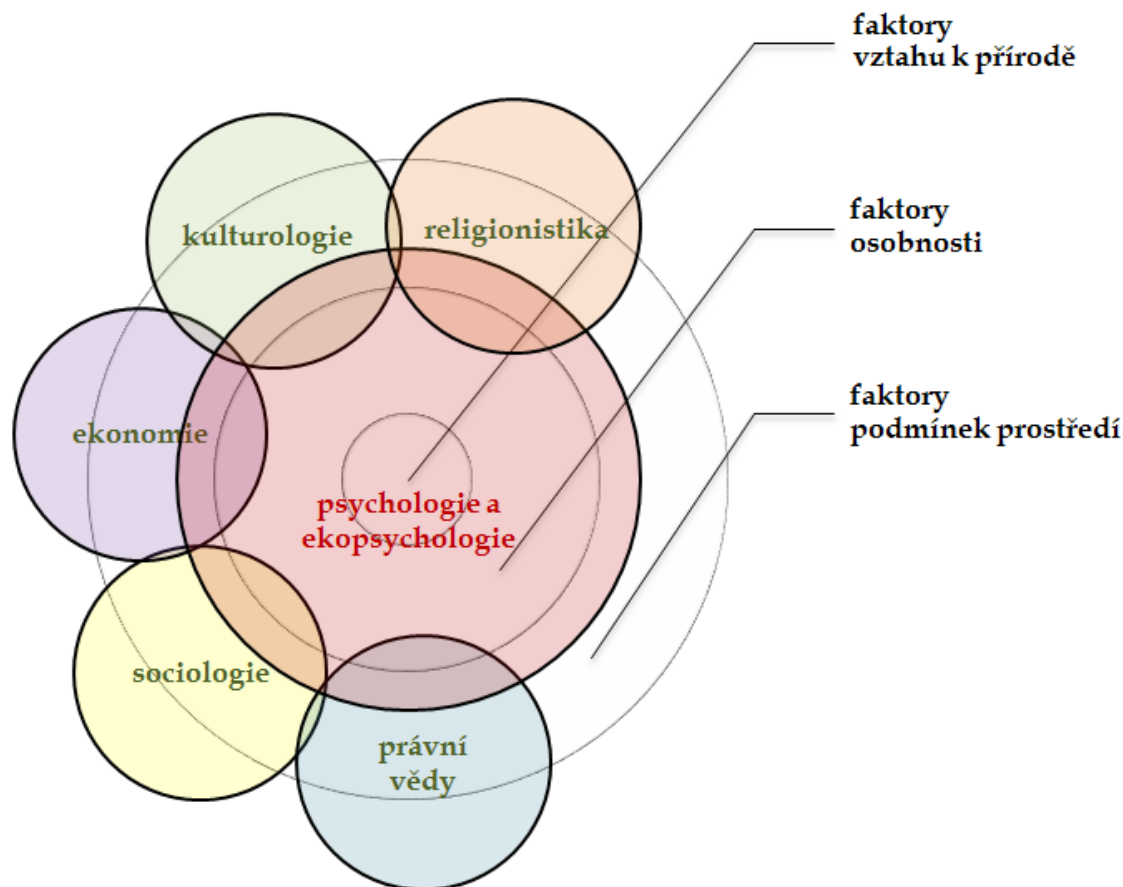 faktory
vztahu k přírodě
kulturologie
religionistika
faktory
osobnosti
ekonomie
faktory
podmínek prostředí
psychologie a
ekopsychologie
sociologie
právní
vědy